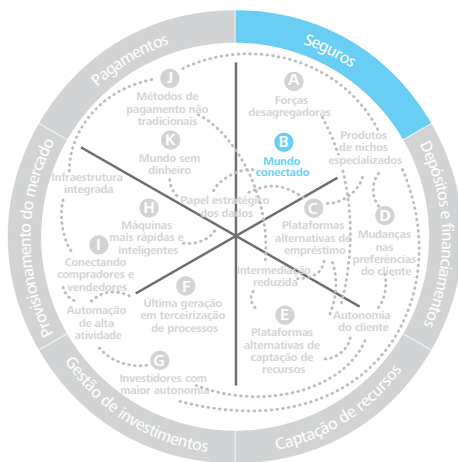 Pagamentos
Seguros
Depósitos e financiamentos
Captação de recursos
Gestão de investimentos
Provisionamento do mercado
J
Métodos de
pagamento não
tradicionais
K
Mundo sem
dinheiro
A
Forças
desagregadoras
B
Mundo
conectado
Produtos
de nichos
especializados
Infraestrutura
integrada
Papel estratégico
dos dados
H
Máquinas
mais rápidas e
inteligentes
C
Plataformas
alternativas de
empréstimo
D
Mudanças
nas
preferências
do cliente
I
Conectando
compradores e
vendedores
Intermediação
reduzida
F
Última geração
em terceirização
de processos
Automação
de alta
atividade
E
Plataformas
alternativas de
captação de
recursos
Autonomia
do cliente
G
Investidores com
maior autonomia